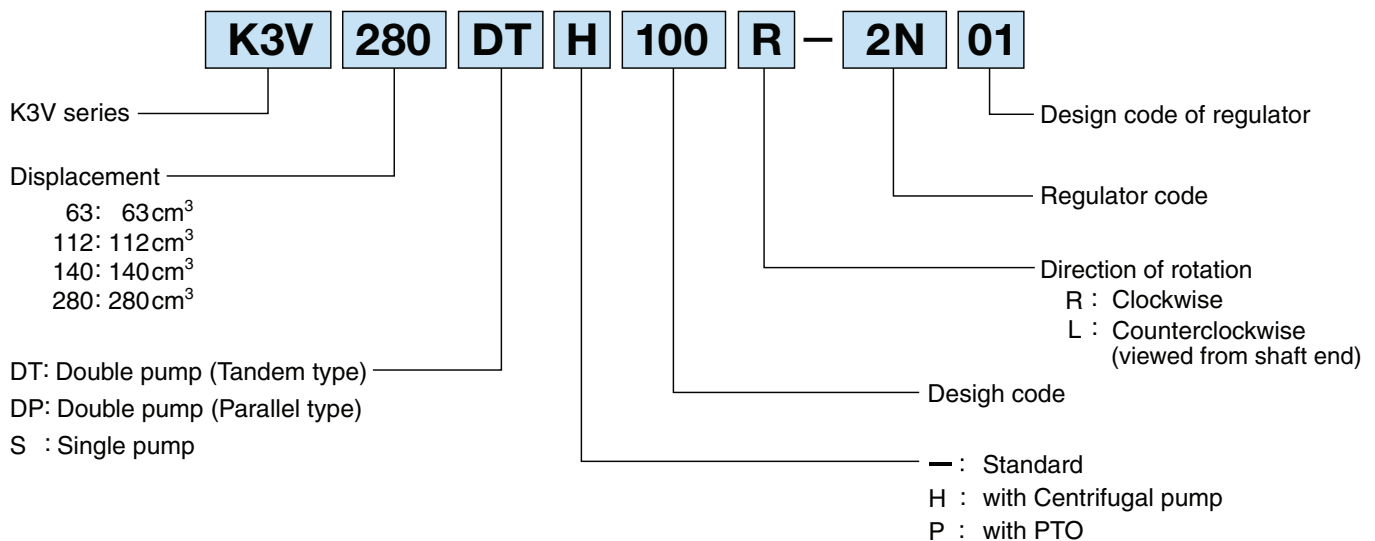 K3V 280 DT H 100 R － 2N 01
K3V series
Displacement
63: 63cm³
112: 112cm³
140: 140cm³
280: 280cm³
DT: Double pump (Tandem type)
DP: Double pump (Parallel type)
S : Single pump
Design code of regulator
Regulator code
Direction of rotation
R : Clockwise
L : Counterclockwise
(viewed from shaft end)
Desigh code
— : Standard
H : with Centrifugal pump
P : with PTO